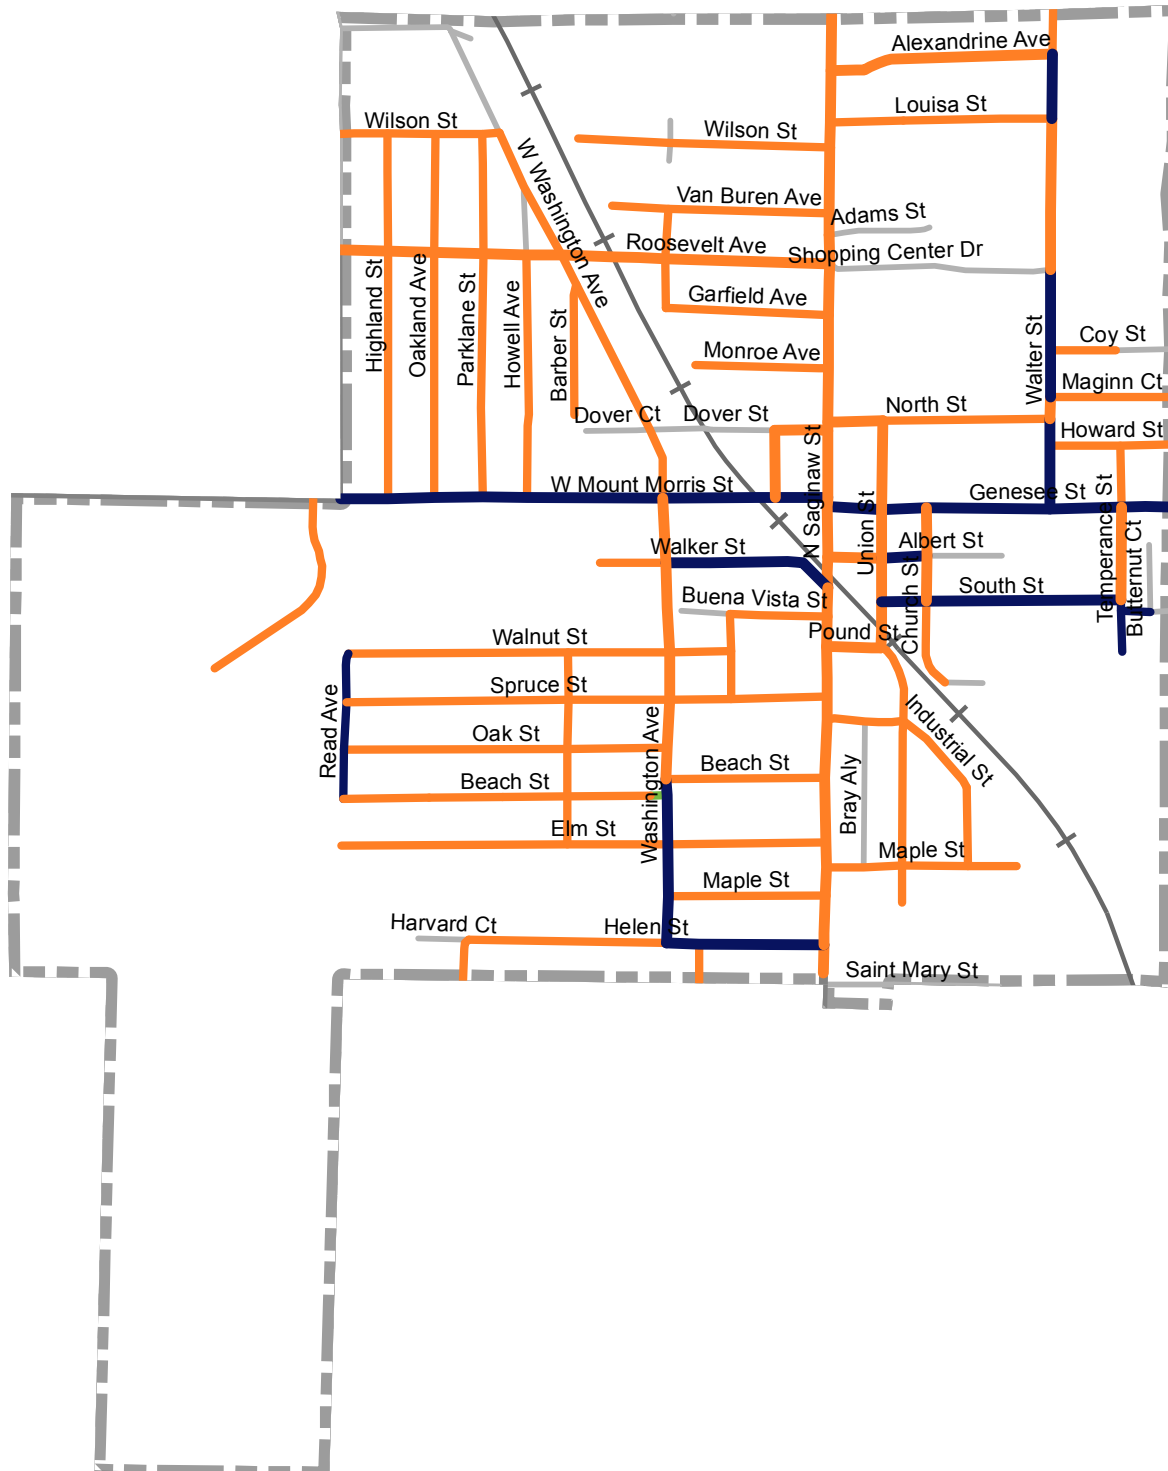 Alexandrine Ave
Louisa St
Wilson St
Wilson St
W Washington Ave
Van Buren Ave
Adams St
Roosevelt Ave
Shopping Center Dr
Highland St
Oakland Ave
Parklane St
Howell Ave
Barber St
Garfield Ave
Walter St
Coy St
Monroe Ave
Maginn Ct
Dover Ct
Dover St
North St
Howard St
N Saginaw St
W Mount Morris St
Genesee St
Union St
Temperance St
Walker St
Albert St
Church St
Butternut Ct
South St
Buena Vista St
Walnut St
Pound St
Spruce St
Read Ave
Oak St
Washington Ave
Industrial St
Beach St
Beach St
Bray Aly
Elm St
Maple St
Maple St
Harvard Ct
Helen St
Saint Mary St